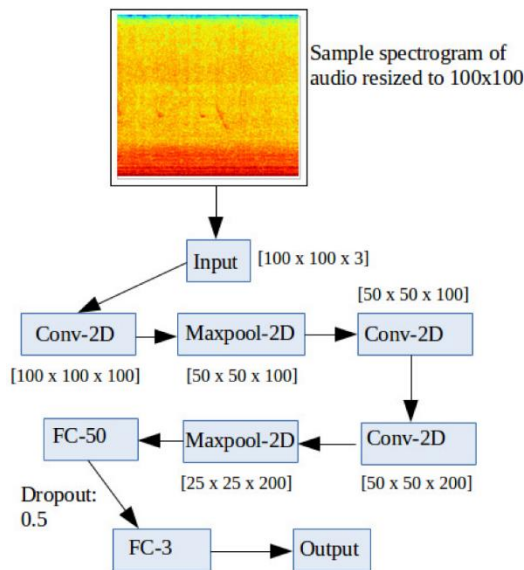 Sample spectrogram of
audio resized to 100x100
Input
[100 x 100 x 3]
Conv-2D
[100 x 100 x 100]
Maxpool-2D
[50 x 50 x 100]
[50 x 50 x 100]
Conv-2D
Conv-2D
[50 x 50 x 200]
Maxpool-2D
[25 x 25 x 200]
FC-50
Dropout:
0.5
FC-3
Output